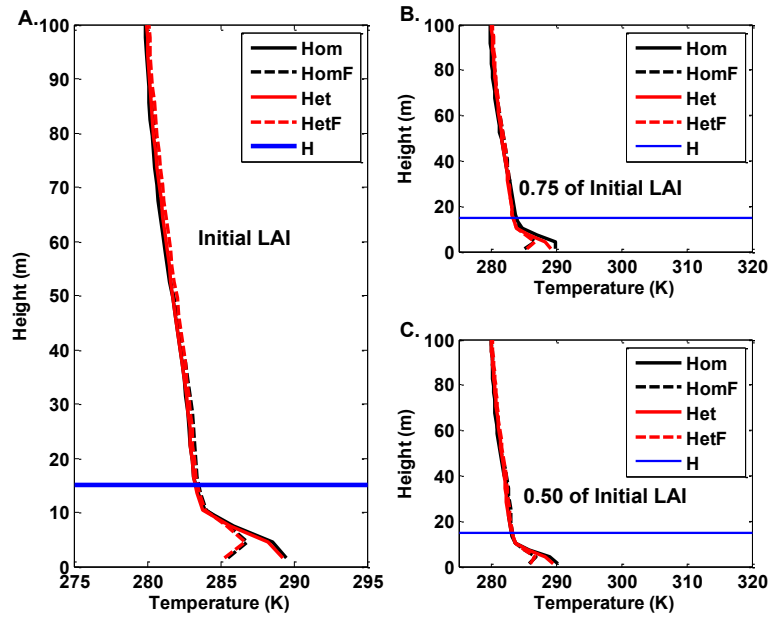 A.
Height (m)
100
90
80
70
60
50
40
30
20
10
0
275
280
285
290
295
Temperature (K)
Hom
HomF
Het
HetF
H
Initial LAI
B.
Height (m)
100
80
60
40
20
0
280
290
300
310
320
Temperature (K)
Hom
HomF
Het
HetF
H
0.75 of Initial LAI
C.
Height (m)
100
80
60
40
20
0
280
290
300
310
320
Temperature (K)
Hom
HomF
Het
HetF
H
0.50 of Initial LAI